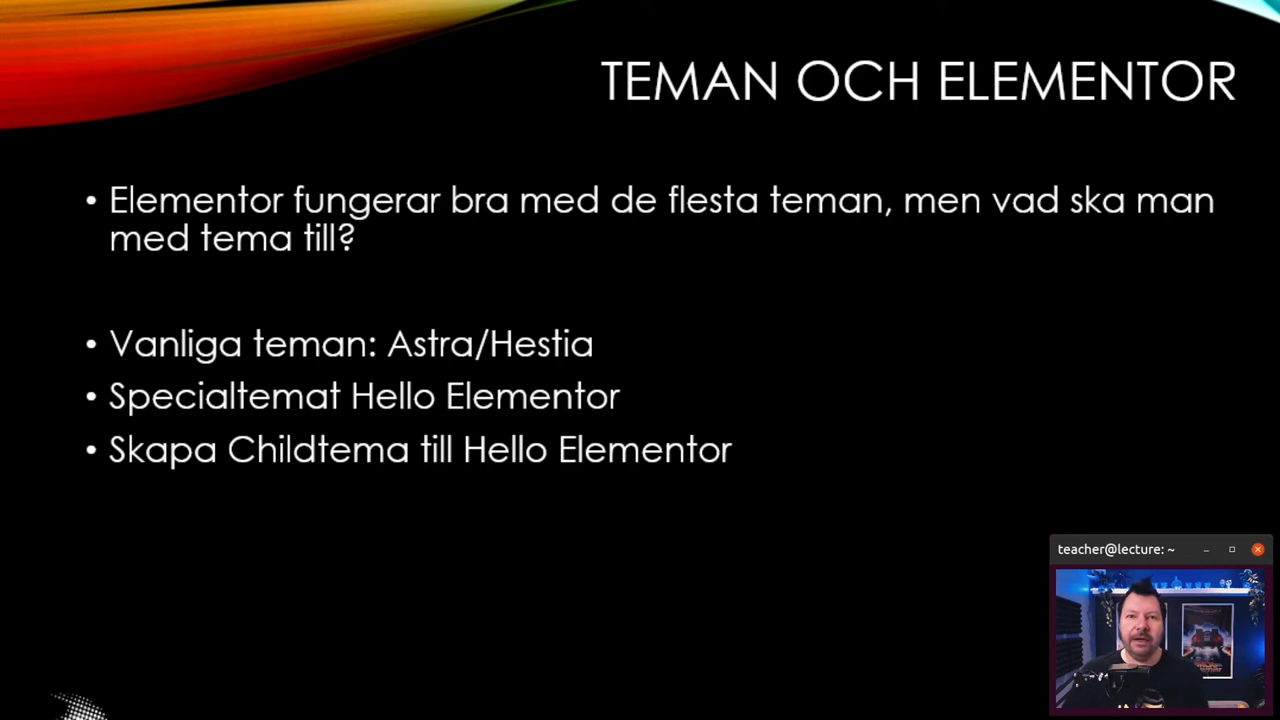 TEMAN OCH ELEMENTOR
• Elementor fungerar bra med de flesta teman, men vad ska man
med tema till?
• Vanliga teman: Astra/Hestia
• Specialtemat Hello Elementor
• Skapa Childtema till Hello Elementor
teacher@lecture: ~